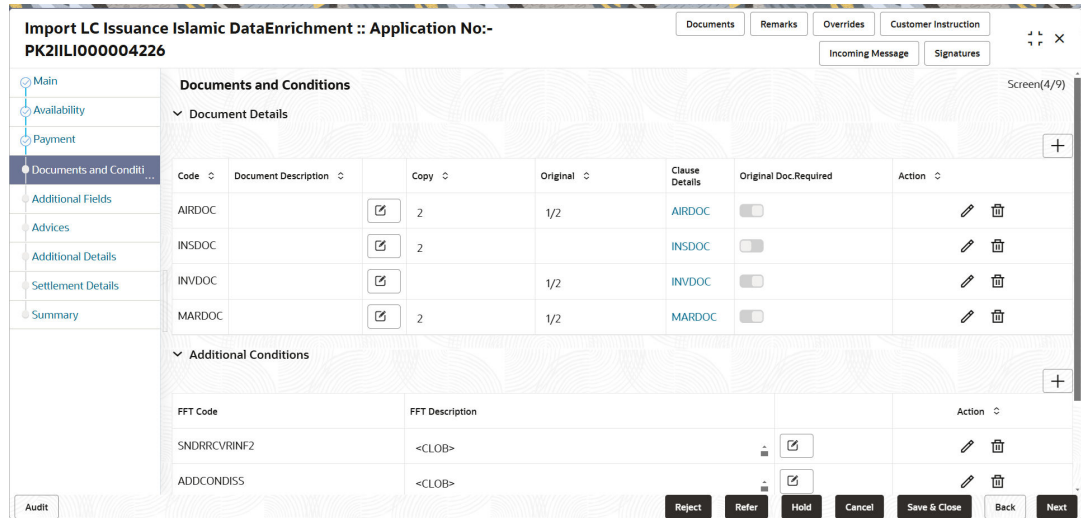 Import LC Issuance Islamic DataEnrichment :: Application No:-
PK2IILI000004226
Documents
Remarks
Overrides
Customer Instruction
Incoming Message
Signatures
Main
Availability
Payment
Documents and Conditi...
Additional Fields
Advices
Additional Details
Settlement Details
Summary
Documents and Conditions
Screen(4/9)
Document Details
Code Document Description Copy Original Clause Details Original Doc.Required Action
AIRDOC 2 1/2 AIRDOC
INSDOC 2 INSDOC
INVDOC 1/2 INVDOC
MARDOC 2 1/2 MARDOC
Additional Conditions
FFT Code FFT Description Action
SNDRRCVRINF2 <CLOB>
ADDCONDISS <CLOB>
Audit Reject Refer Hold Cancel Save & Close Back Next